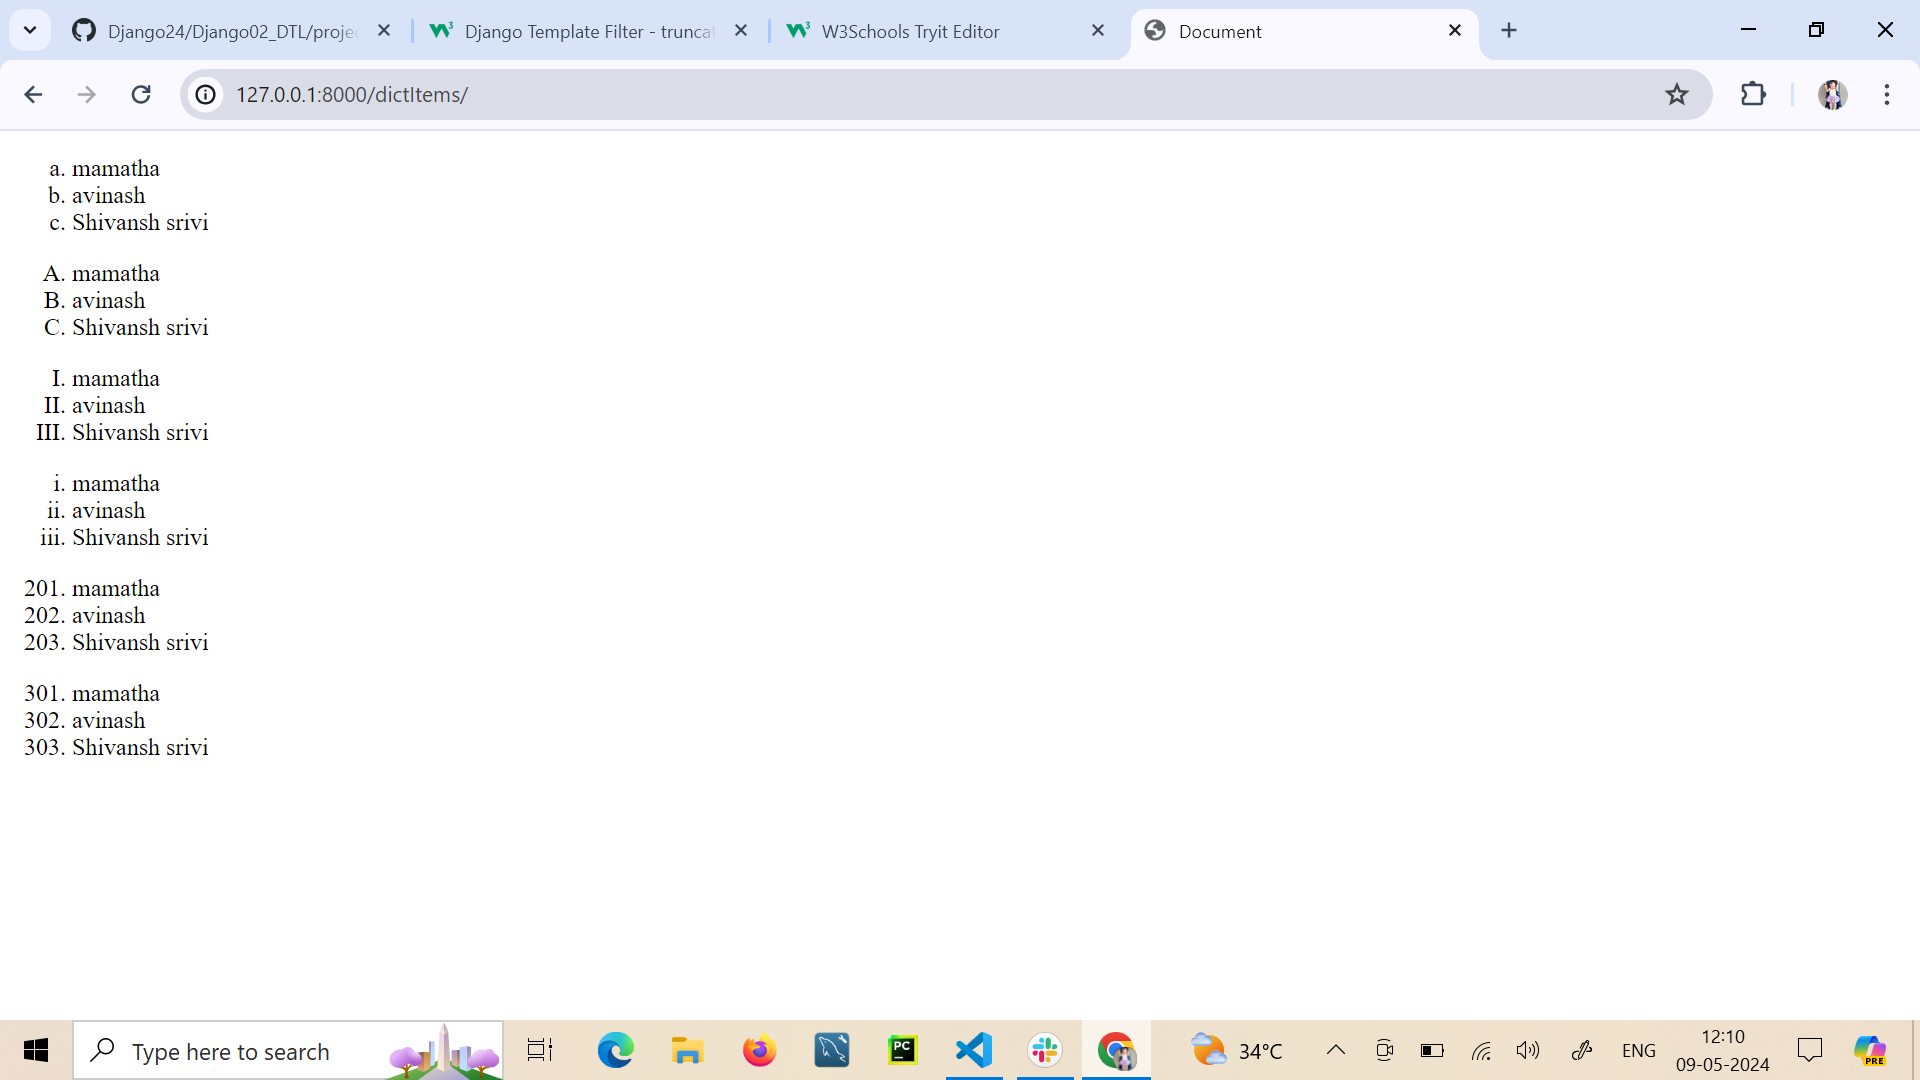 Django24/Django02_DTL/projec
Django Template Filter - truncat
W3Schools Tryit Editor
Document
127.0.0.1:8000/dictItems/
a. mamatha
b. avinash
c. Shivansh srivi
A. mamatha
B. avinash
C. Shivansh srivi
I. mamatha
II. avinash
III. Shivansh srivi
i. mamatha
ii. avinash
iii. Shivansh srivi
201. mamatha
202. avinash
203. Shivansh srivi
301. mamatha
302. avinash
303. Shivansh srivi
Type here to search
PC
34°C
ENG
12:10
09-05-2024
PRE